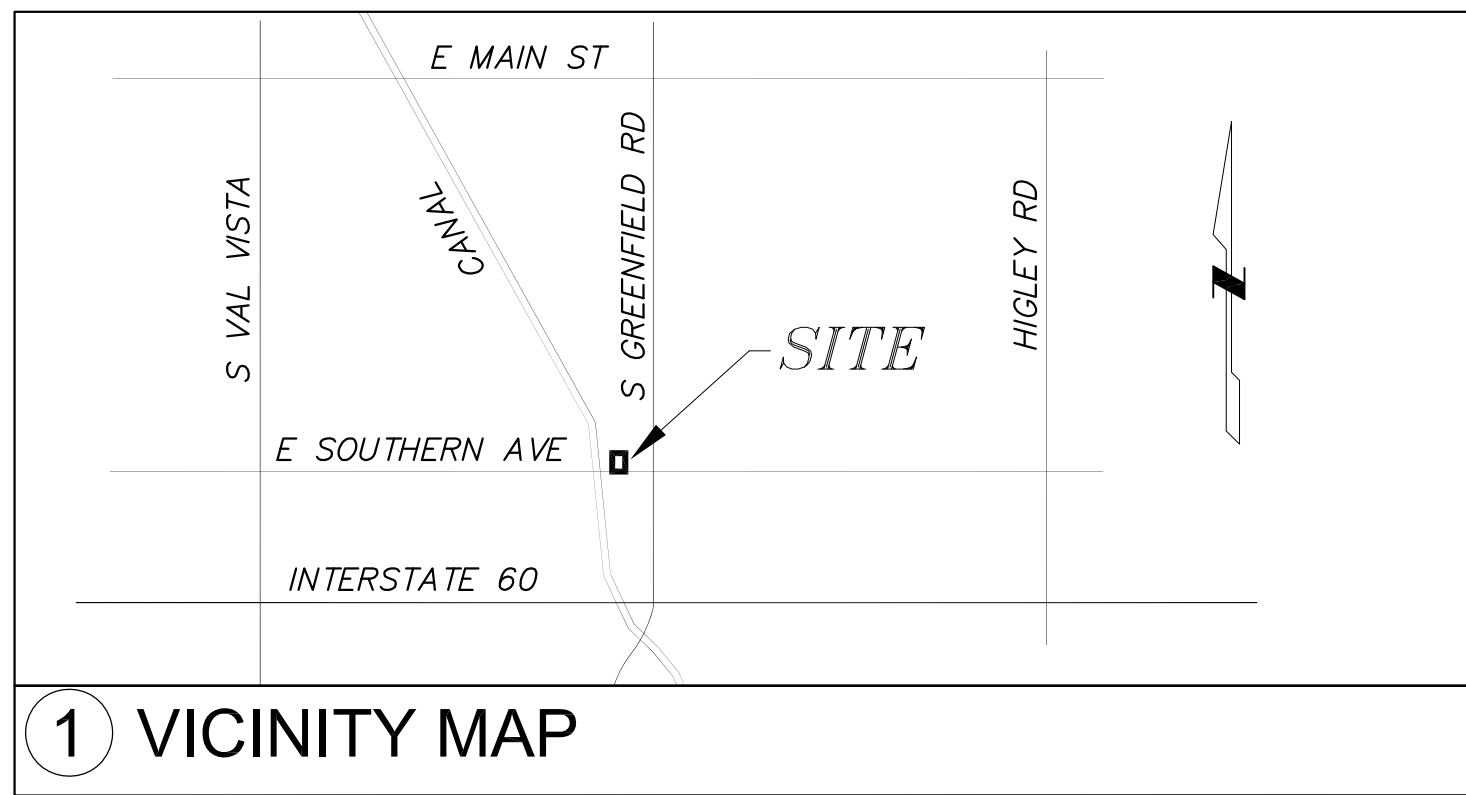 E MAIN ST
S VAL VISTA
CANAL
S GREENFIELD RD
HIGLEY RD
N
SITE
E SOUTHERN AVE
INTERSTATE 60
1 VICINITY MAP